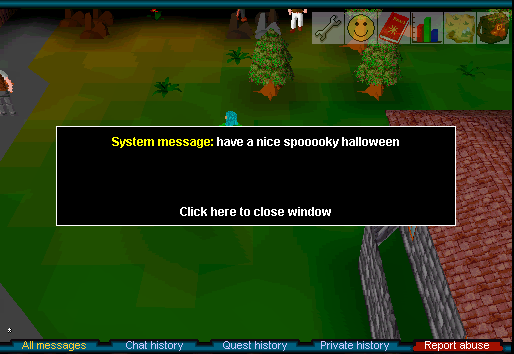 System message: have a nice spooooky halloween
Click here to close window
*
All messages
Chat history
Quest history
Private history
Report abuse